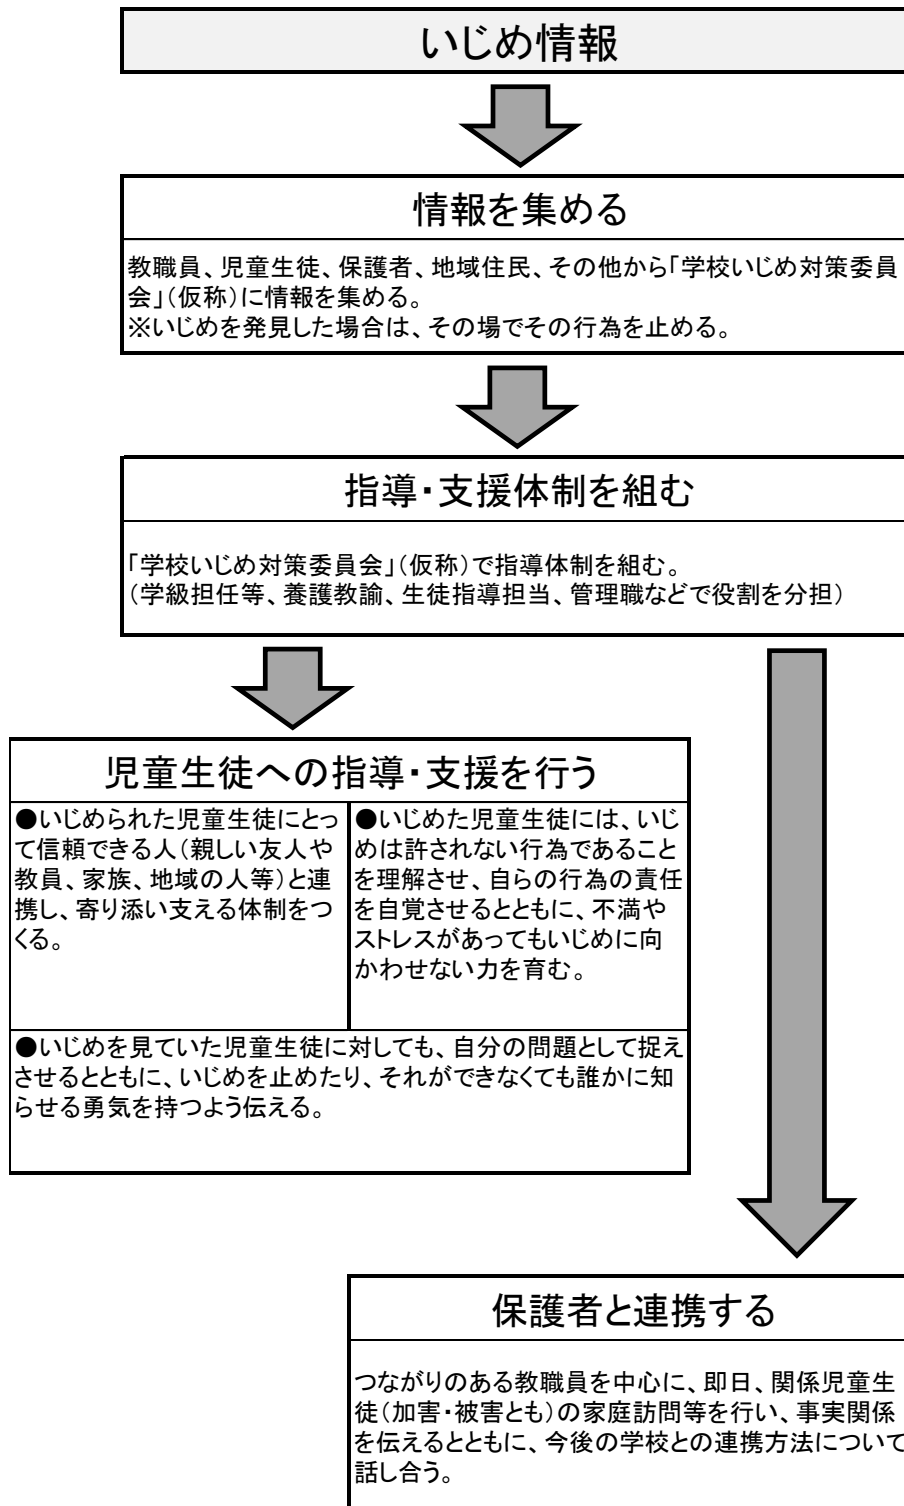 いじめ情報
情報を集める
教職員、児童生徒、保護者、地域住民、その他から「学校いじめ対策委員
会」(仮称)に情報を集める。
※いじめを発見した場合は、その場でその行為を止める。
指導・支援体制を組む
「学校いじめ対策委員会」(仮称)で指導体制を組む。
(学級担任等、養護教諭、生徒指導担当、管理職などで役割を分担)
児童生徒への指導・支援を行う
●いじめられた児童生徒にとっ
て信頼できる人(親しい友人や
教員、家族、地域の人等)と連
携し、寄り添い支える体制をつ
くる。
●いじめた児童生徒には、いじ
めは許されない行為であること
を理解させ、自らの行為の責任
を自覚させるとともに、不満や
ストレスがあってもいじめに向
かわせない力を育む。
●いじめを見ていた児童生徒に対しても、自分の問題として捉え
させるとともに、いじめを止めたり、それができなくても誰かに知
らせる勇気を持つよう伝える。
保護者と連携する
つながりのある教職員を中心に、即日、関係児童生
徒(加害・被害とも)の家庭訪問等を行い、事実関係
を伝えるとともに、今後の学校との連携方法について
話し合う。